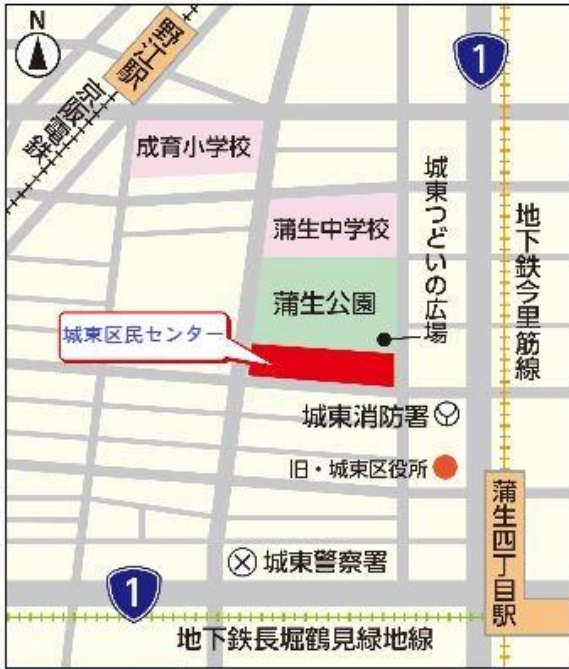 N
野江駅
京阪電鉄
1
成育小学校
城東つどいの広場
蒲生中学校
地下鉄今里筋線
蒲生公園
城東区民センター
城東消防署
旧・城東区役所
蒲生四丁目駅
城東警察署
1
地下鉄長堀鶴見緑地線